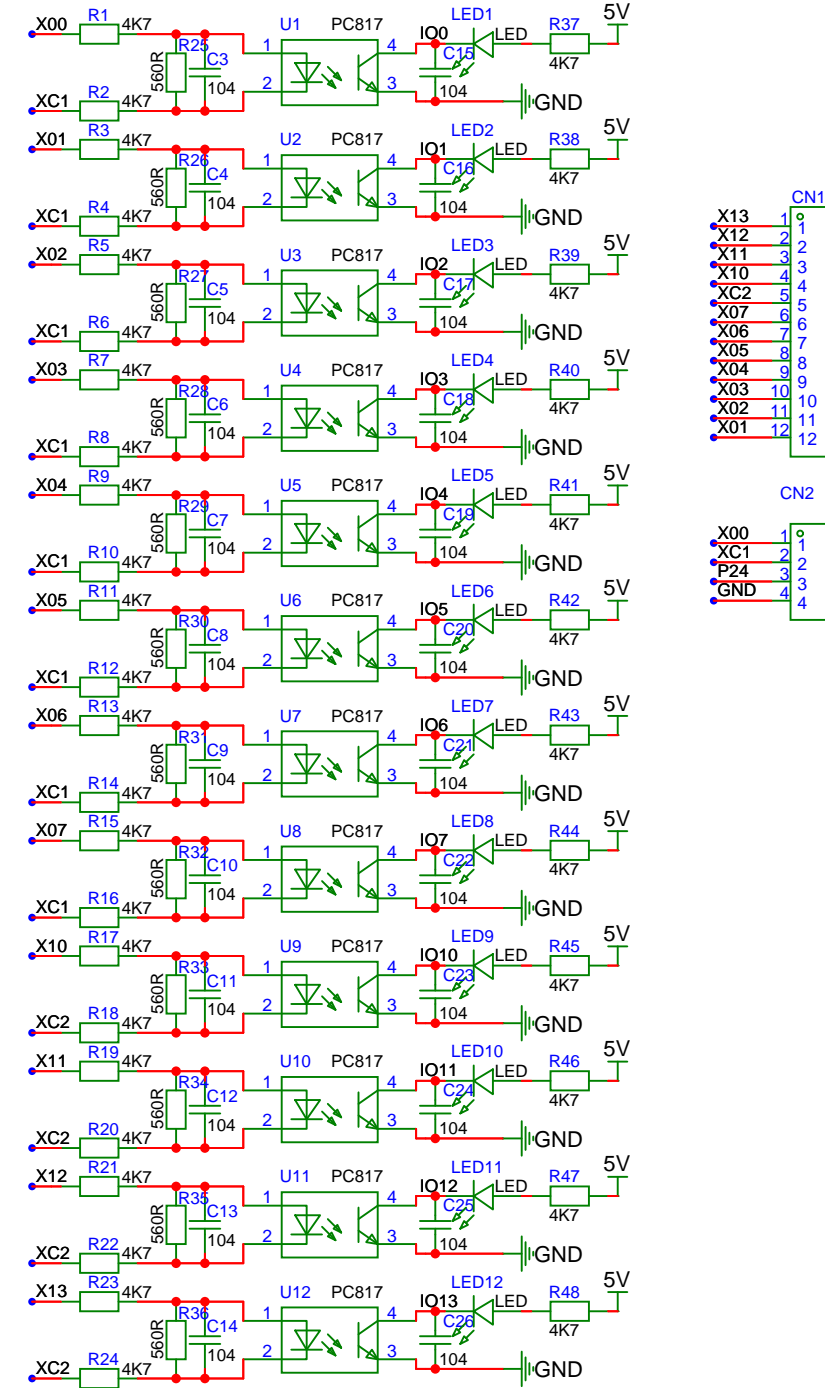 X00 R1 4K7 U1 PC817 IO0 LED1 LED R37 5V
560R R25 C3 104 1 2 4 3 C15 104 4K7
XC1 R2 4K7 GND
X01 R3 4K7 U2 PC817 IO1 LED2 LED R38 5V
560R R26 C4 104 1 2 4 3 C16 104 4K7
XC1 R4 4K7 GND
X02 R5 4K7 U3 PC817 IO2 LED3 LED R39 5V
560R R27 C5 104 1 2 4 3 C17 104 4K7
XC1 R6 4K7 GND
X03 R7 4K7 U4 PC817 IO3 LED4 LED R40 5V
560R R28 C6 104 1 2 4 3 C18 104 4K7
XC1 R8 4K7 GND
X04 R9 4K7 U5 PC817 IO4 LED5 LED R41 5V
560R R29 C7 104 1 2 4 3 C19 104 4K7
XC1 R10 4K7 GND
X05 R11 4K7 U6 PC817 IO5 LED6 LED R42 5V
560R R30 C8 104 1 2 4 3 C20 104 4K7
XC1 R12 4K7 GND
X06 R13 4K7 U7 PC817 IO6 LED7 LED R43 5V
560R R31 C9 104 1 2 4 3 C21 104 4K7
XC1 R14 4K7 GND
X07 R15 4K7 U8 PC817 IO7 LED8 LED R44 5V
560R R32 C10 104 1 2 4 3 C22 104 4K7
XC1 R16 4K7 GND
X10 R17 4K7 U9 PC817 IO10 LED9 LED R45 5V
560R R33 C11 104 1 2 4 3 C23 104 4K7
XC2 R18 4K7 GND
X11 R19 4K7 U10 PC817 IO11 LED10 LED R46 5V
560R R34 C12 104 1 2 4 3 C24 104 4K7
XC2 R20 4K7 GND
X12 R21 4K7 U11 PC817 IO12 LED11 LED R47 5V
560R R35 C13 104 1 2 4 3 C25 104 4K7
XC2 R22 4K7 GND
X13 R23 4K7 U12 PC817 IO13 LED12 LED R48 5V
560R R36 C14 104 1 2 4 3 C26 104 4K7
XC2 R24 4K7 GND
CN1
X13 1 1
X12 2 2
X11 3 3
X10 4 4
XC2 5 5
X07 6 6
X06 7 7
X05 8 8
X04 9 9
X03 10 10
X02 11 11
X01 12 12
CN2
X00 1 1
XC1 2 2
P24 3 3
GND 4 4